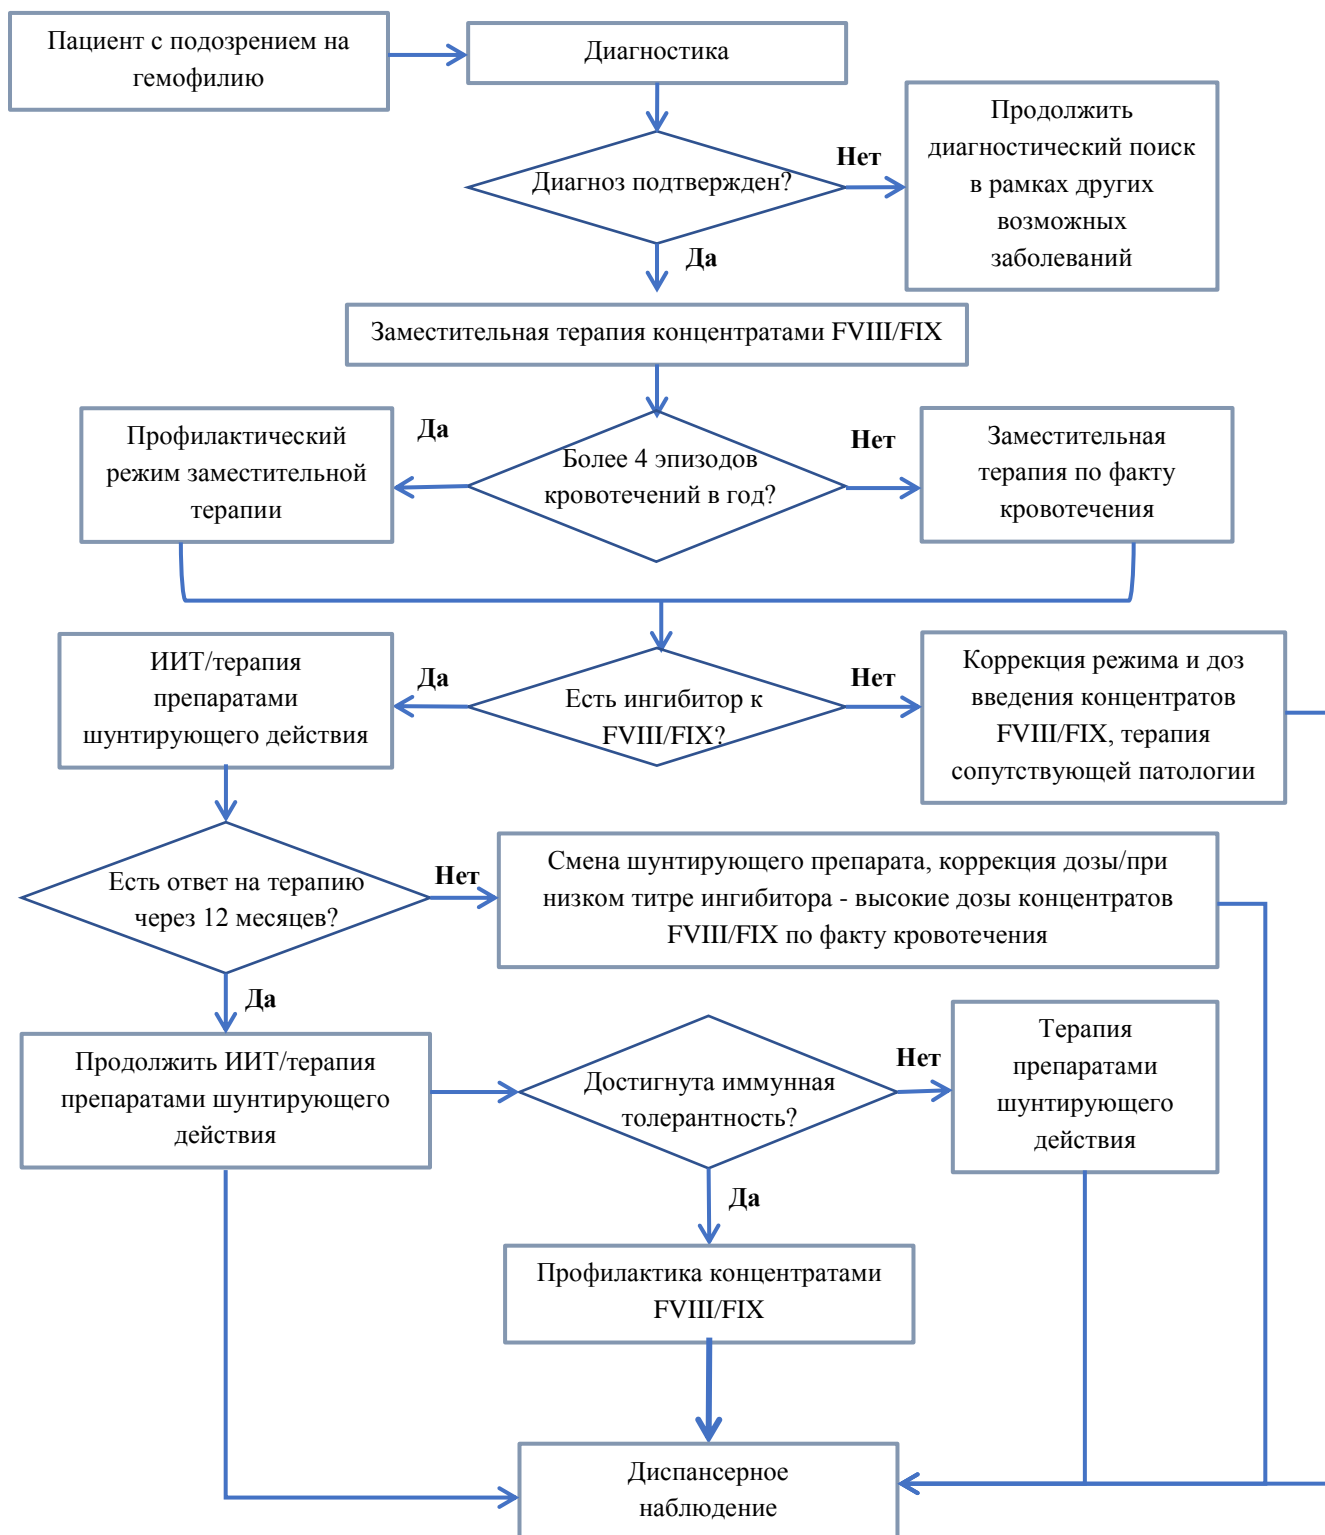 Пациент с подозрением на
гемофилию
Диагностика
Продолжить
диагностический поиск
в рамках других
возможных
заболеваний
Нет
Диагноз подтвержден?
Да
Заместительная терапия концентратами FVIII/FIX
Профилактический
режим заместительной
терапии
Да
Более 4 эпизодов
кровотечений в год?
Нет
Заместительная
терапия по факту
кровотечения
ИИТ/терапия
препаратами
шунтирующего действия
Да
Есть ингибитор к
FVIII/FIX?
Нет
Коррекция режима и доз
введения концентратов
FVIII/FIX, терапия
сопутствующей патологии
Есть ответ на терапию
через 12 месяцев?
Нет
Смена шунтирующего препарата, коррекция дозы/при
низком титре ингибитора - высокие дозы концентратов
FVIII/FIX по факту кровотечения
Да
Продолжить ИИТ/терапия
препаратами шунтирующего
действия
Достигнута иммунная
толерантность?
Нет
Терапия
препаратами
шунтирующего
действия
Да
Профилактика концентратами
FVIII/FIX
Диспансерное
наблюдение